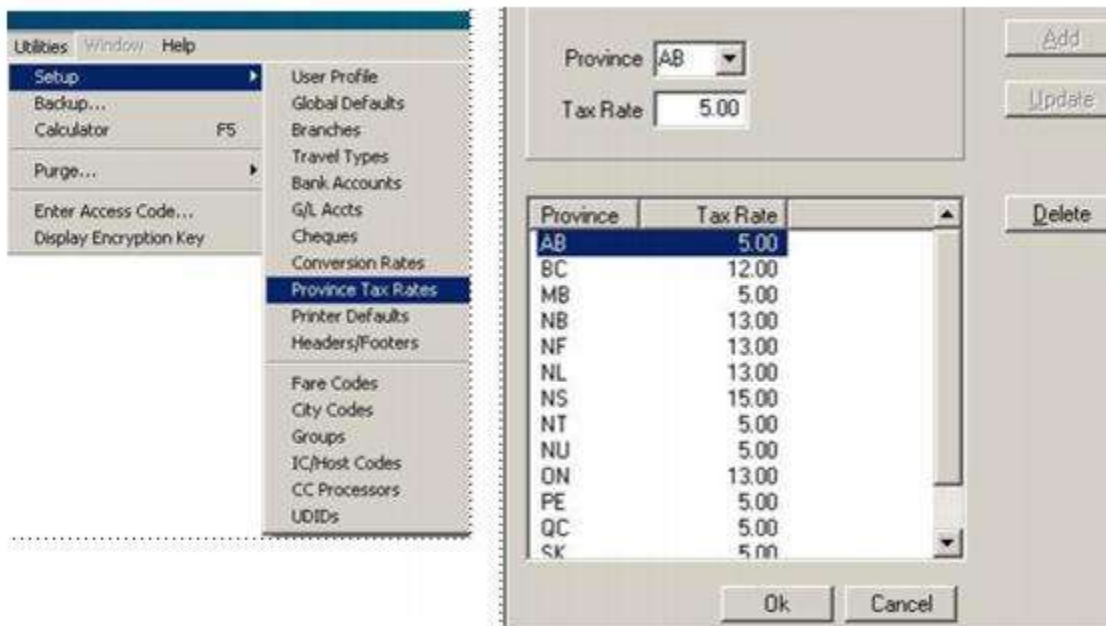 Utilities Window Help
Setup
Backup...
Calculator F5
Purge...
Enter Access Code...
Display Encryption Key
User Profile
Global Defaults
Branches
Travel Types
Bank Accounts
G/L Accts
Cheques
Conversion Rates
Province Tax Rates
Printer Defaults
Headers/Footers
Fare Codes
City Codes
Groups
IC/Host Codes
CC Processors
UDIDs
Province AB
Tax Rate 5.00
Add
Update
Delete
Province Tax Rate
AB 5.00
BC 12.00
MB 5.00
NB 13.00
NF 13.00
NL 13.00
NS 15.00
NT 5.00
NU 5.00
ON 13.00
PE 5.00
QC 5.00
SK 5.00
Ok Cancel